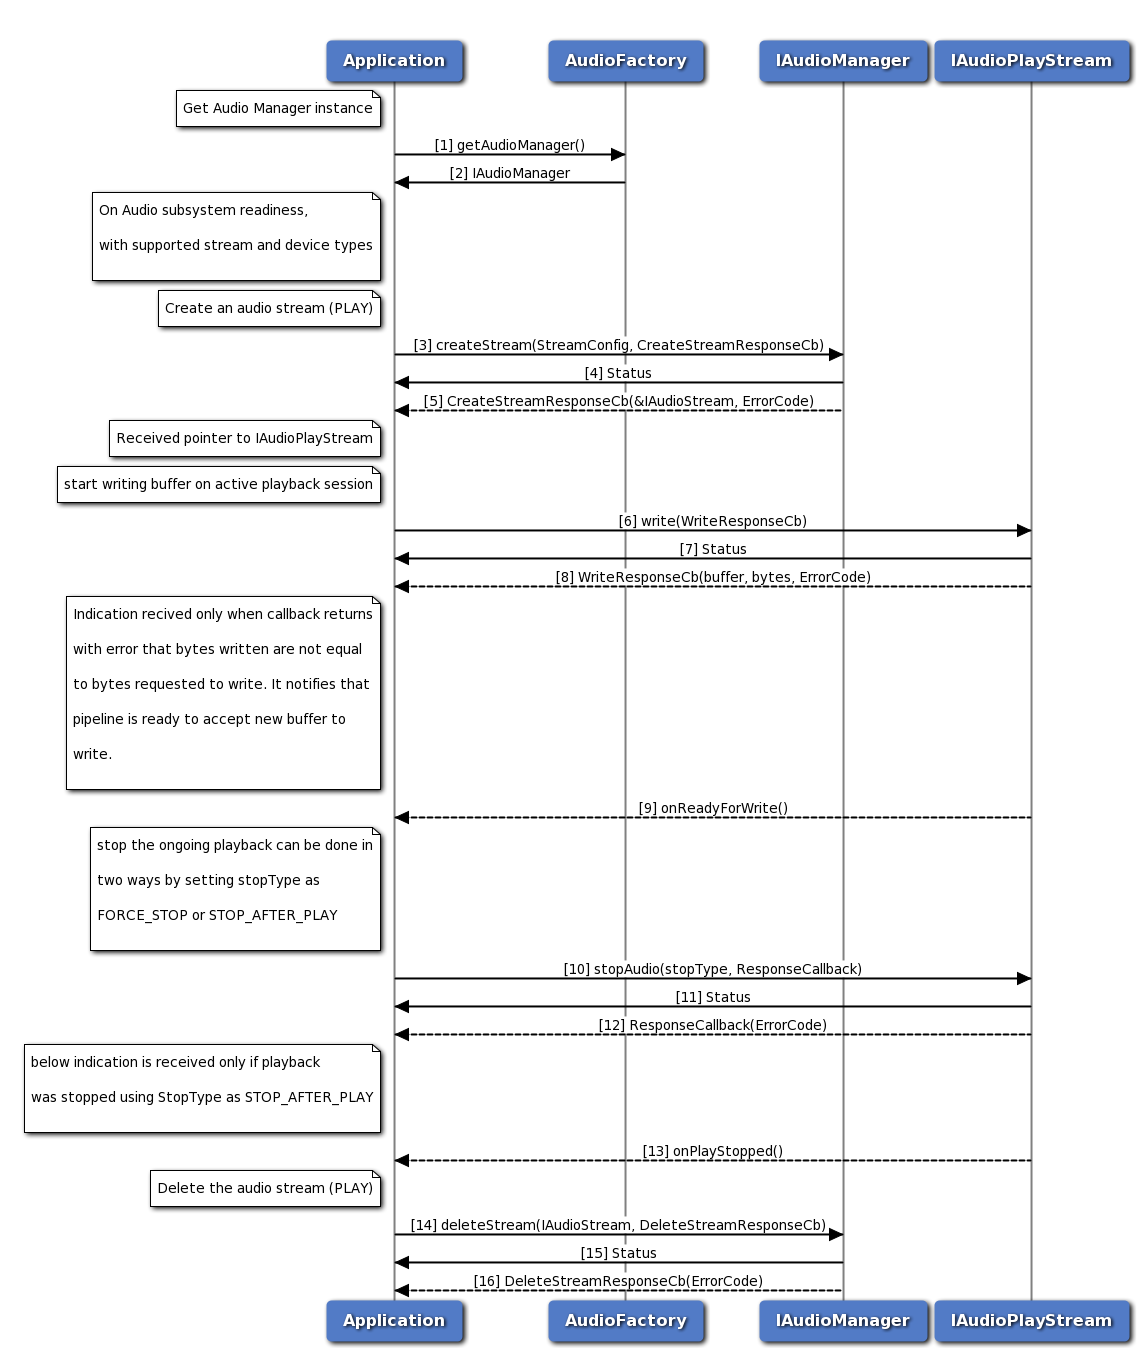 Application
AudioFactory
IAudioManager
IAudioPlayStream
Get Audio Manager instance
[1] getAudioManager()
[2] IAudioManager
On Audio subsystem readiness,
with supported stream and device types
Create an audio stream (PLAY)
[3] createStream(StreamConfig, CreateStreamResponseCb)
[4] Status
[5] CreateStreamResponseCb(&IAudioStream, ErrorCode)
Received pointer to IAudioPlayStream
start writing buffer on active playback session
[6] write(WriteResponseCb)
[7] Status
[8] WriteResponseCb(buffer, bytes, ErrorCode)
Indication recived only when callback returns
with error that bytes written are not equal
to bytes requested to write. It notifies that
pipeline is ready to accept new buffer to
write.
[9] onReadyForWrite()
stop the ongoing playback can be done in
two ways by setting stopType as
FORCE_STOP or STOP_AFTER_PLAY
[10] stopAudio(stopType, ResponseCallback)
[11] Status
[12] ResponseCallback(ErrorCode)
below indication is received only if playback
was stopped using StopType as STOP_AFTER_PLAY
[13] onPlayStopped()
Delete the audio stream (PLAY)
[14] deleteStream(IAudioStream, DeleteStreamResponseCb)
[15] Status
[16] DeleteStreamResponseCb(ErrorCode)
Application
AudioFactory
IAudioManager
IAudioPlayStream